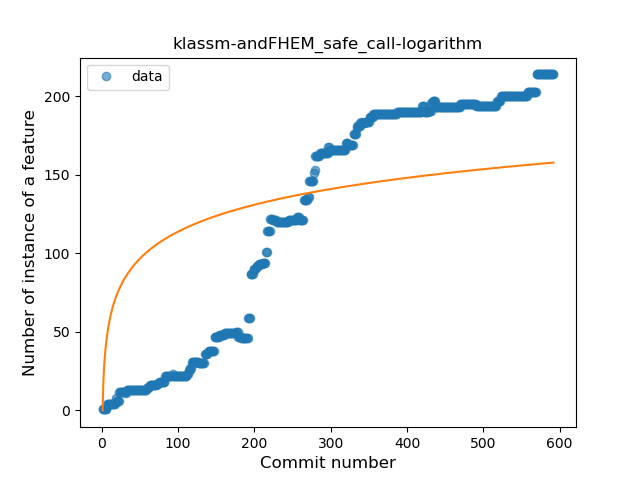 klassm-andFHEM_safe_call-logarithm
data
Number of instance of a feature
200
150
100
50
0
0 100 200 300 400 500 600
Commit number